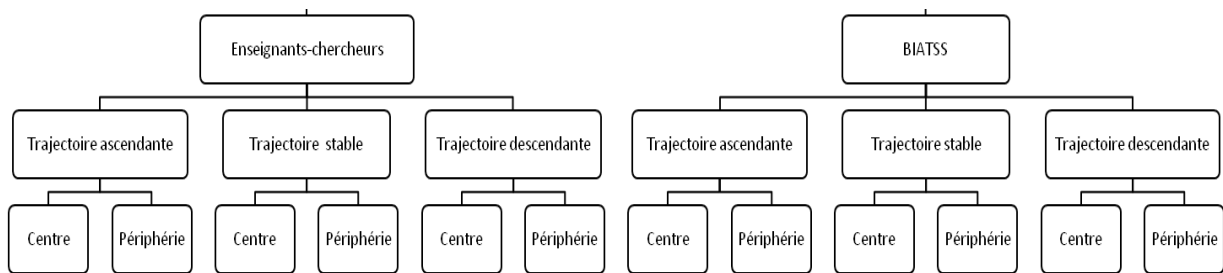 Enseignants-chercheurs
BIATSS
Trajectoire ascendante
Trajectoire stable
Trajectoire descendante
Trajectoire ascendante
Trajectoire stable
Trajectoire descendante
Centre
Périphérie
Centre
Périphérie
Centre
Périphérie
Centre
Périphérie
Centre
Périphérie
Centre
Périphérie